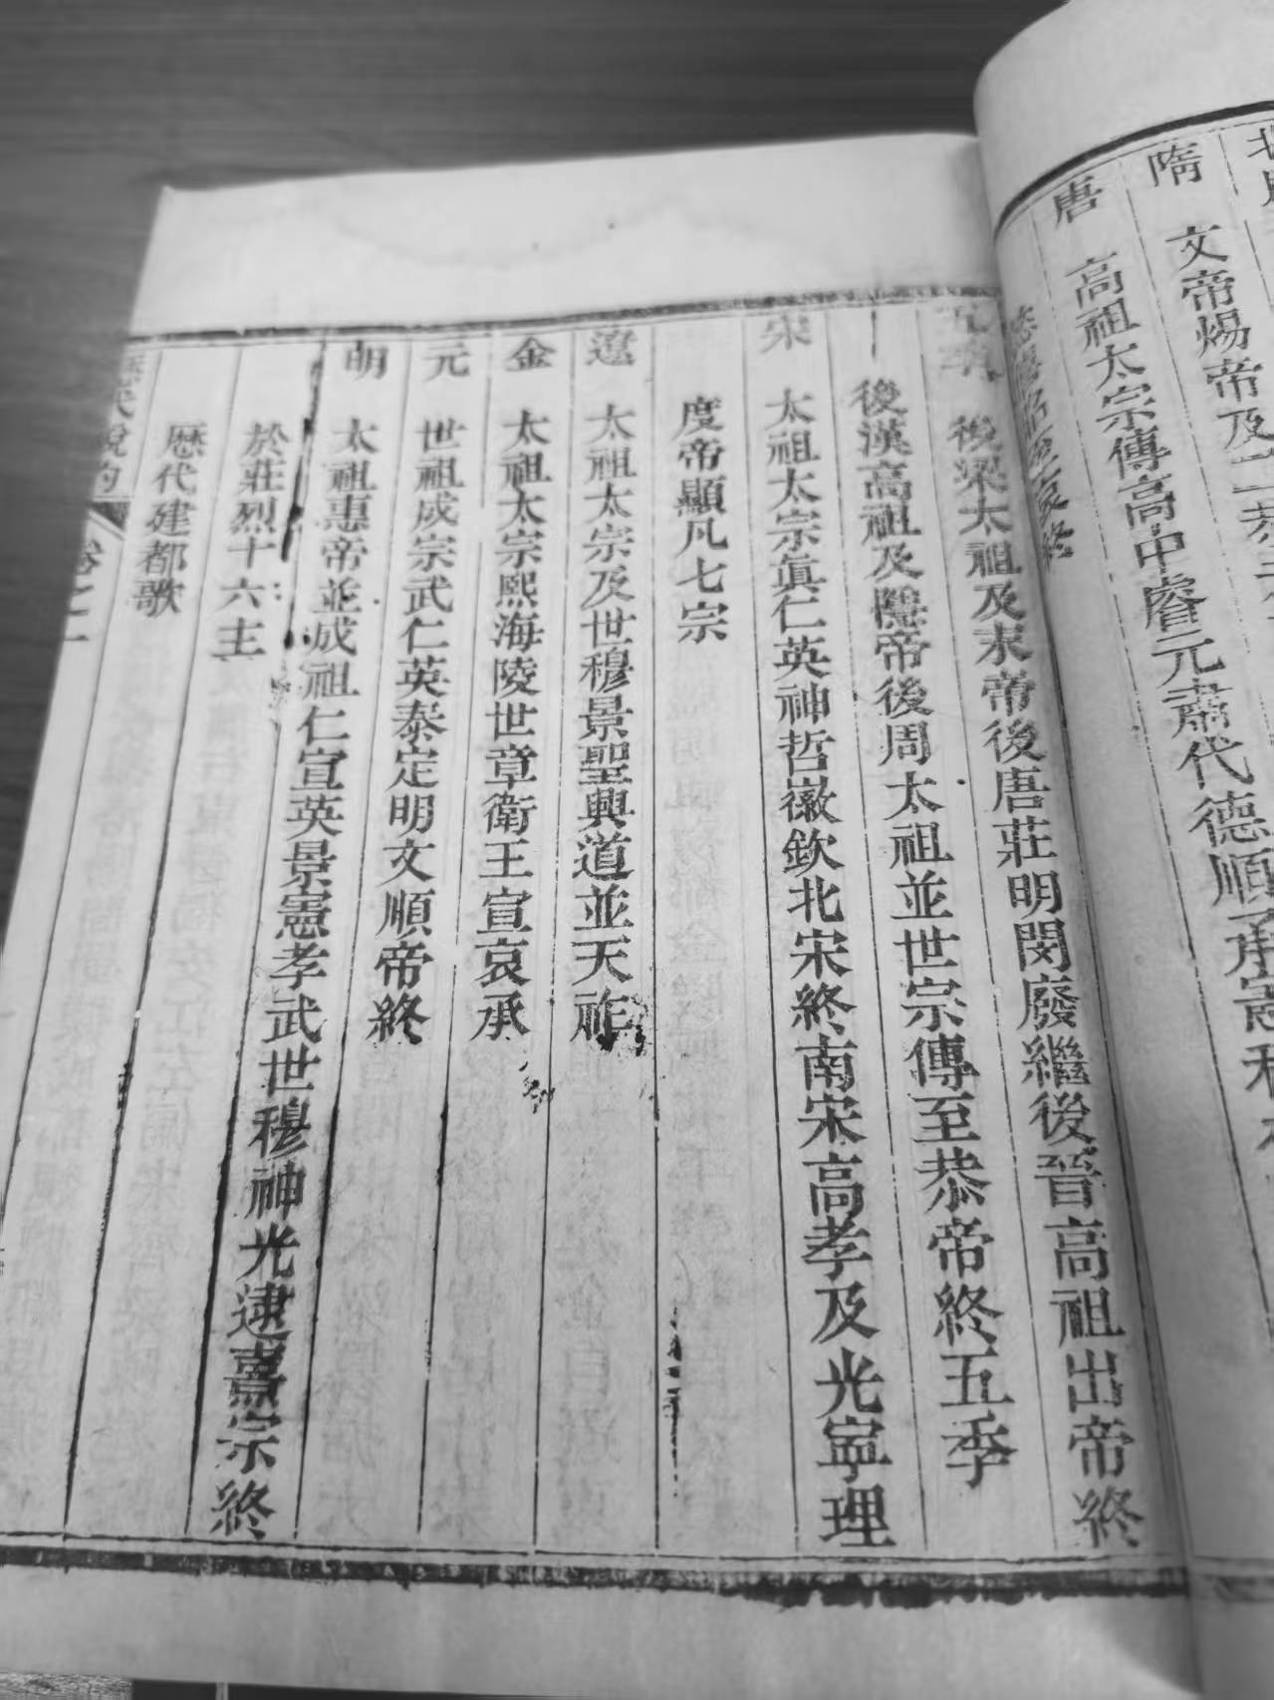 隋　文帝煬帝及
唐　高祖太宗傳高中睿元肅代德順
後梁太祖及末帝後唐莊明閔廢繼後晉高祖出帝終
後漢高祖及隱帝後周太祖並世宗傳至恭帝終五季
宋　太祖太宗眞仁英神哲徽欽北宋終南宋高孝及光寧理
度帝顯凡七宗
遼　太祖太宗及世穆景聖興道並天祚
金　太祖太宗熙海陵世章衛王宣哀承
元　世祖成宗武仁英泰定明文順帝終
明　太祖惠帝並成祖仁宣英景憲孝武世穆神光逮熹宗終
於莊烈十六主
歷代建都歌